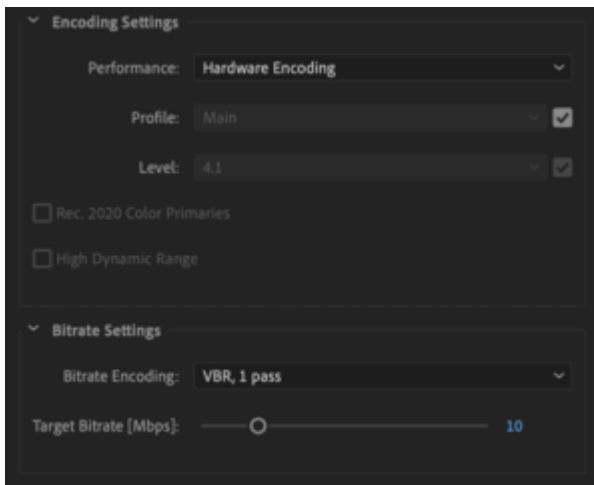 Encoding Settings
Performance: Hardware Encoding
Profile: Main
Level: 4.1
Rec. 2020 Color Primaries
High Dynamic Range
Bitrate Settings
Bitrate Encoding: VBR, 1 pass
Target Bitrate [Mbps]: 10